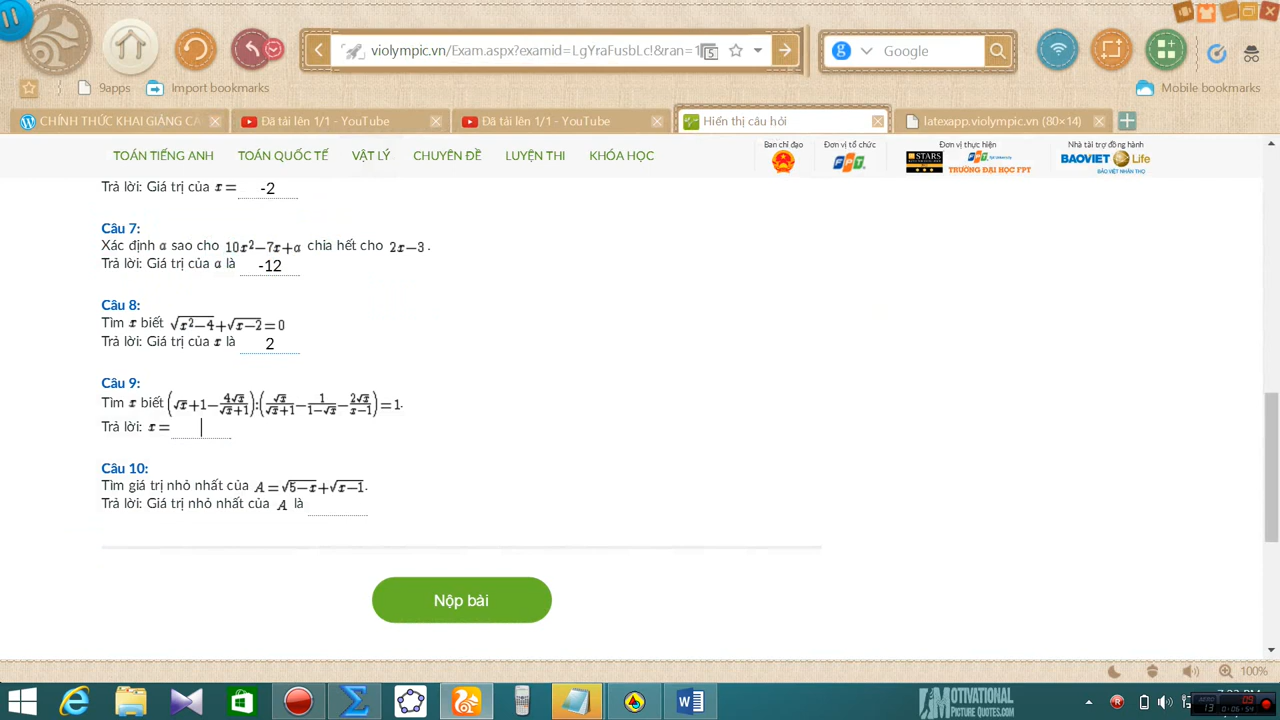 violympic.vn/Exam.aspx?examid=LgYraFusbLcI&ran=1
5
g
Google
9apps
Import bookmarks
Mobile bookmarks
CHÍNH THỨC KHAI GIẢNG CA
Đã tải lên 1/1 - YouTube
Đã tải lên 1/1 - YouTube
Hiển thị câu hỏi
latexapp.violympic.vn (80×14)
TOÁN TIẾNG ANH
TOÁN QUỐC TẾ
VẬT LÝ
CHUYÊN ĐỀ
LUYỆN THI
KHÓA HỌC
Ban chỉ đạo
Đơn vị tổ chức
FPT
Đơn vị thực hiện
STARS
FPT
TRƯỜNG ĐẠI HỌC FPT
Nhà tài trợ đồng hành
BAOVIET Life
BẢO VIỆT NHÂN THỌ
Trả lời: Giá trị của x = -2
Câu 7:
Xác định a sao cho 10x²−7x+a chia hết cho 2x−3 .
Trả lời: Giá trị của a là -12
Câu 8:
Tìm x biết √(x²−4)+√(x−2)=0
Trả lời: Giá trị của x là 2
Câu 9:
Tìm x biết (√x+1−4√x/(√x+1)):(√x/(√x+1)−1/(1−√x)−2√x/(x−1))=1.
Trả lời: x =
Câu 10:
Tìm giá trị nhỏ nhất của A=√(5−x)+√(x−1).
Trả lời: Giá trị nhỏ nhất của A là
Nộp bài
100%
MOTIVATIONAL
PICTURE QUOTES.COM